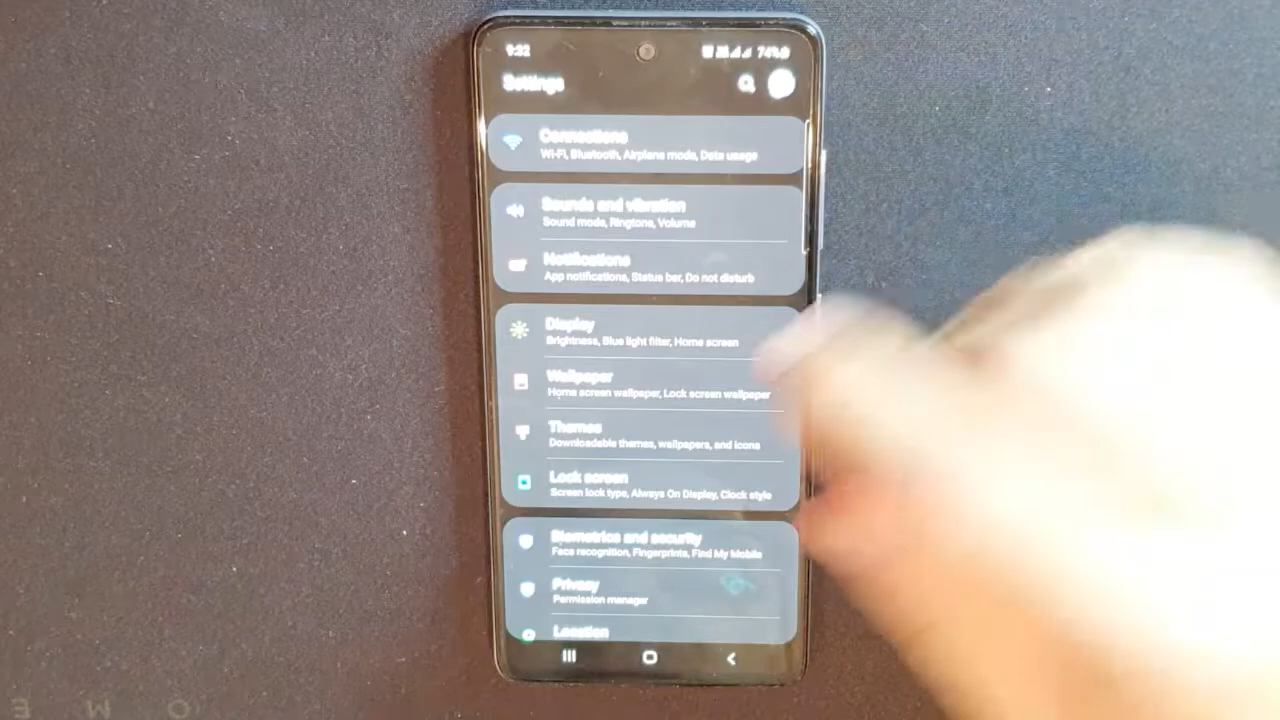 9:32
74%
Settings
Connections
Wi-Fi, Bluetooth, Airplane mode, Data usage
Sounds and vibration
Sound mode, Ringtone, Volume
Notifications
App notifications, Status bar, Do not disturb
Display
Brightness, Blue light filter, Home screen
Wallpaper
Home screen wallpaper, Lock screen wallpaper
Themes
Downloadable themes, wallpapers, and icons
Lock screen
Screen lock type, Always On Display, Clock style
Biometrics and security
Face recognition, Fingerprints, Find My Mobile
Privacy
Permission manager
Location